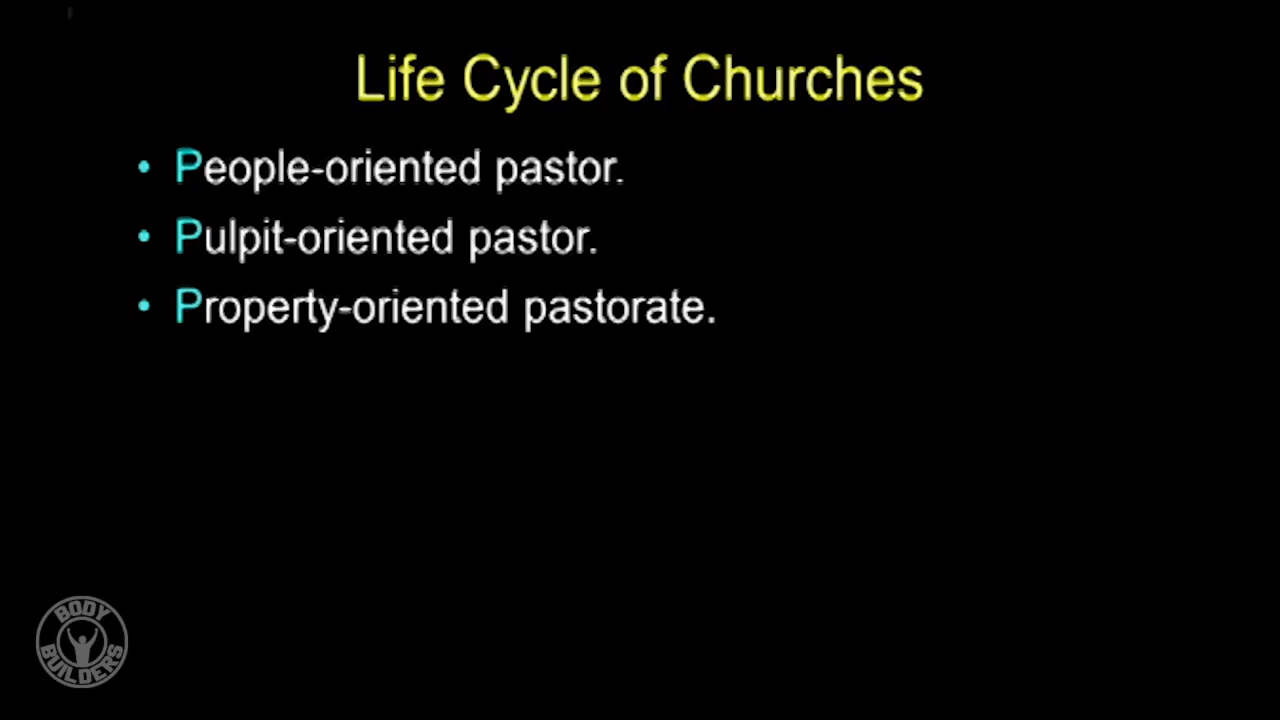 Life Cycle of Churches
• People-oriented pastor.
• Pulpit-oriented pastor.
• Property-oriented pastorate.
BODY
BUILDERS